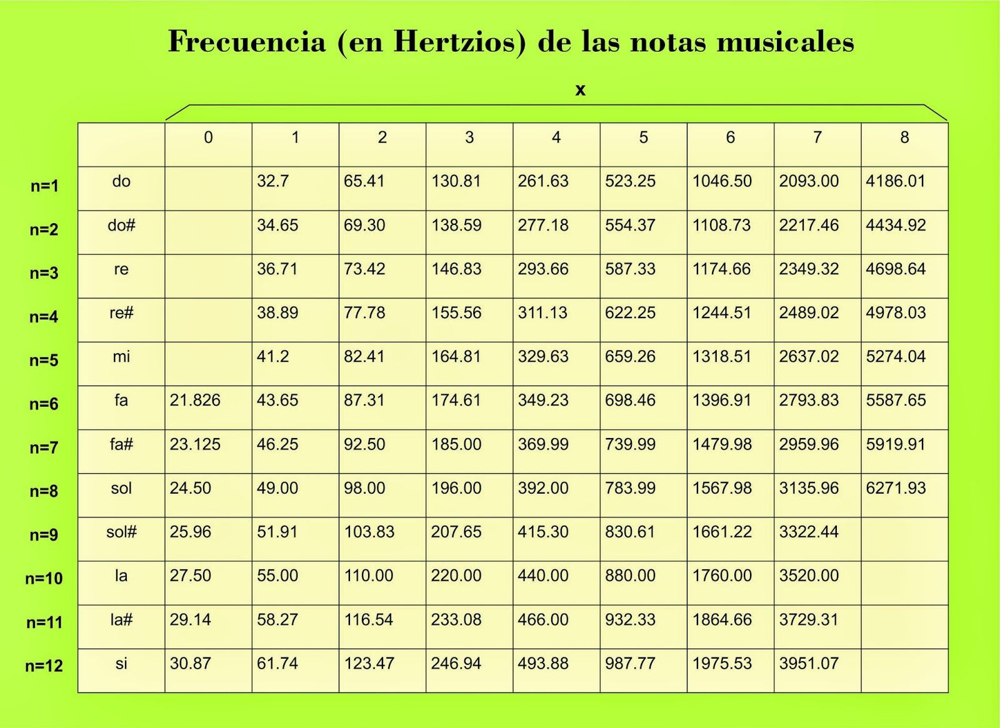 Frecuencia (en Hertzios) de las notas musicales
x
0 1 2 3 4 5 6 7 8
n=1 do 32.7 65.41 130.81 261.63 523.25 1046.50 2093.00 4186.01
n=2 do# 34.65 69.30 138.59 277.18 554.37 1108.73 2217.46 4434.92
n=3 re 36.71 73.42 146.83 293.66 587.33 1174.66 2349.32 4698.64
n=4 re# 38.89 77.78 155.56 311.13 622.25 1244.51 2489.02 4978.03
n=5 mi 41.2 82.41 164.81 329.63 659.26 1318.51 2637.02 5274.04
n=6 fa 21.826 43.65 87.31 174.61 349.23 698.46 1396.91 2793.83 5587.65
n=7 fa# 23.125 46.25 92.50 185.00 369.99 739.99 1479.98 2959.96 5919.91
n=8 sol 24.50 49.00 98.00 196.00 392.00 783.99 1567.98 3135.96 6271.93
n=9 sol# 25.96 51.91 103.83 207.65 415.30 830.61 1661.22 3322.44
n=10 la 27.50 55.00 110.00 220.00 440.00 880.00 1760.00 3520.00
n=11 la# 29.14 58.27 116.54 233.08 466.00 932.33 1864.66 3729.31
n=12 si 30.87 61.74 123.47 246.94 493.88 987.77 1975.53 3951.07